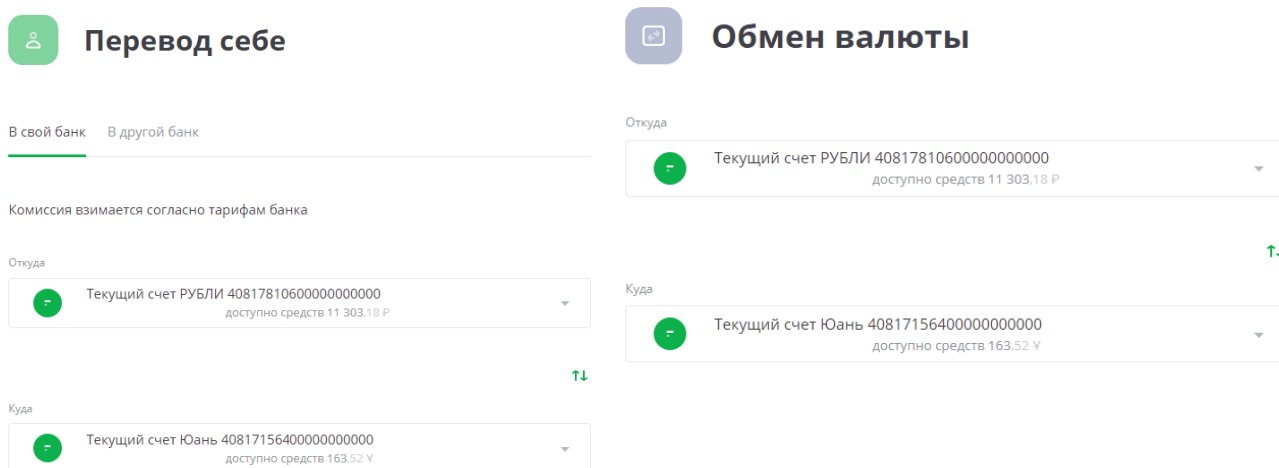 Перевод себе
В свой банк В другой банк
Комиссия взимается согласно тарифам банка
Откуда
Текущий счет РУБЛИ 40817810600000000000
доступно средств 11 303,18 ₽
Куда
Текущий счет Юань 40817156400000000000
доступно средств 163,52 ¥
Обмен валюты
Откуда
Текущий счет РУБЛИ 40817810600000000000
доступно средств 11 303,18 ₽
Куда
Текущий счет Юань 40817156400000000000
доступно средств 163,52 ¥